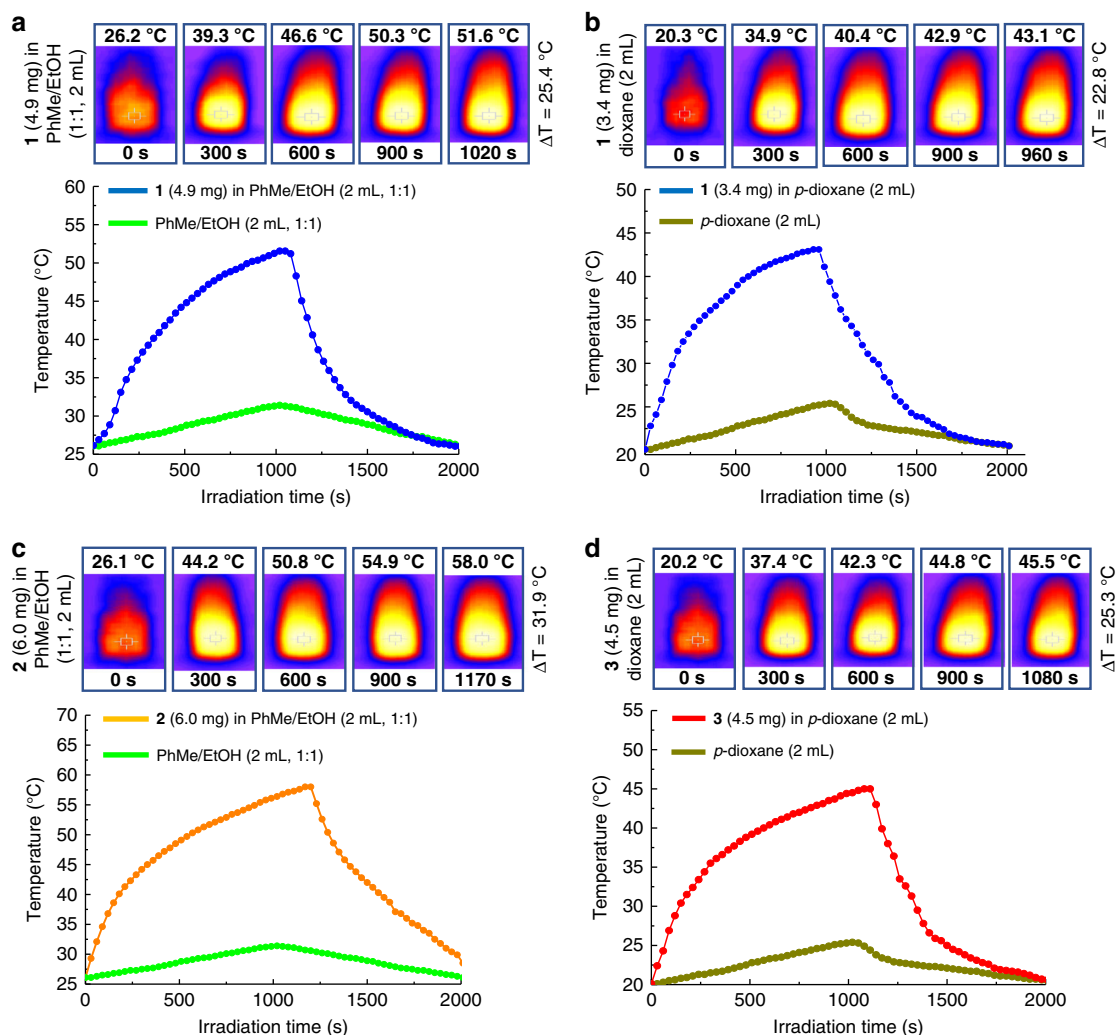 a
26.2 °C 39.3 °C 46.6 °C 50.3 °C 51.6 °C
1 (4.9 mg) in
PhMe/EtOH
(1:1, 2 mL)
ΔT = 25.4 °C
0 s 300 s 600 s 900 s 1020 s
1 (4.9 mg) in PhMe/EtOH (2 mL, 1:1)
PhMe/EtOH (2 mL, 1:1)
Temperature (°C)
60
55
50
45
40
35
30
25
0 500 1000 1500 2000
Irradiation time (s)
b
20.3 °C 34.9 °C 40.4 °C 42.9 °C 43.1 °C
1 (3.4 mg) in
dioxane (2 mL)
ΔT = 22.8 °C
0 s 300 s 600 s 900 s 960 s
1 (3.4 mg) in p-dioxane (2 mL)
p-dioxane (2 mL)
Temperature (°C)
50
45
40
35
30
25
20
0 500 1000 1500 2000
Irradiation time (s)
c
26.1 °C 44.2 °C 50.8 °C 54.9 °C 58.0 °C
2 (6.0 mg) in
PhMe/EtOH
(1:1, 2 mL)
ΔT = 31.9 °C
0 s 300 s 600 s 900 s 1170 s
2 (6.0 mg) in PhMe/EtOH (2 mL, 1:1)
PhMe/EtOH (2 mL, 1:1)
Temperature (°C)
70
65
60
55
50
45
40
35
30
25
0 500 1000 1500 2000
Irradiation time (s)
d
20.2 °C 37.4 °C 42.3 °C 44.8 °C 45.5 °C
3 (4.5 mg) in
dioxane (2 mL)
ΔT = 25.3 °C
0 s 300 s 600 s 900 s 1080 s
3 (4.5 mg) in p-dioxane (2 mL)
p-dioxane (2 mL)
Temperature (°C)
55
50
45
40
35
30
25
20
0 500 1000 1500 2000
Irradiation time (s)